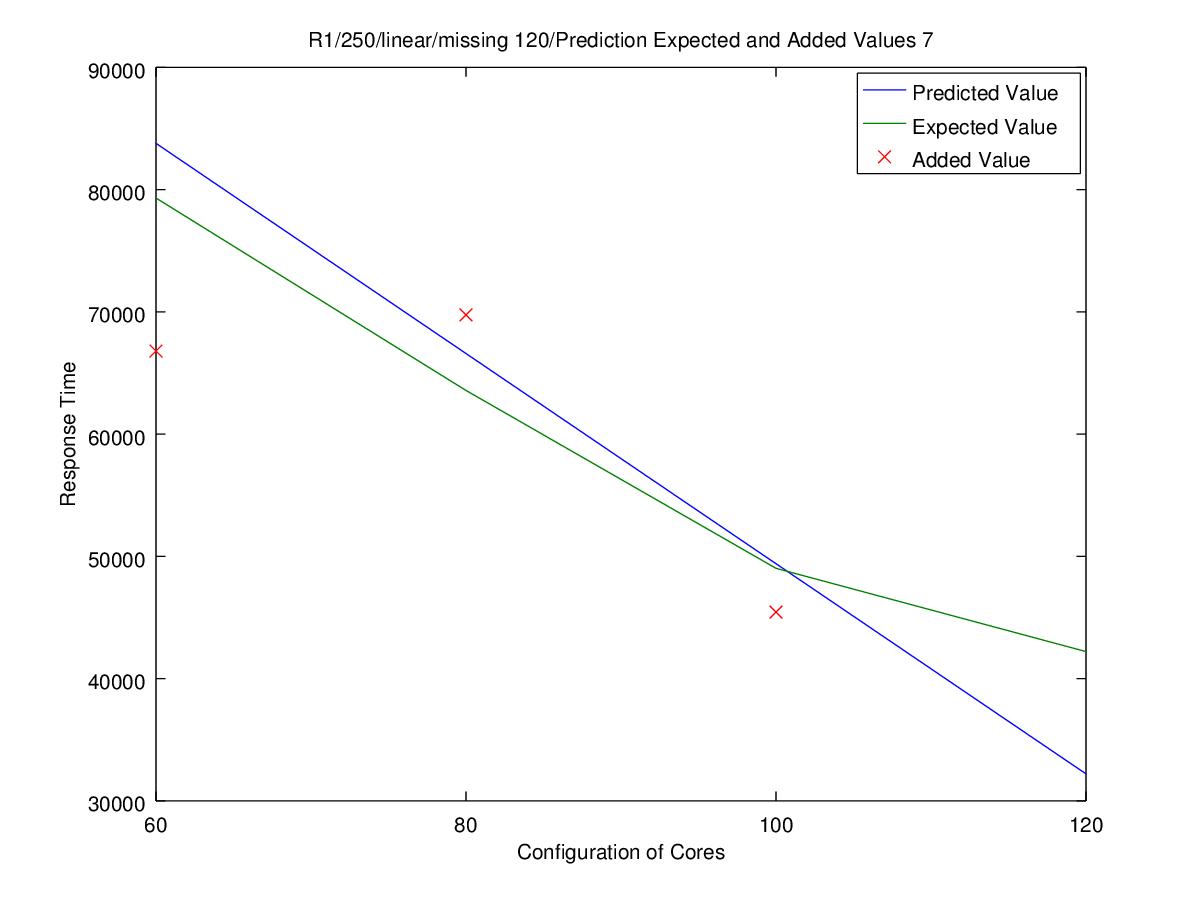 R1/250/linear/missing 120/Prediction Expected and Added Values 7
90000
80000
70000
60000
50000
40000
30000
Response Time
Predicted Value
Expected Value
Added Value
60 80 100 120
Configuration of Cores